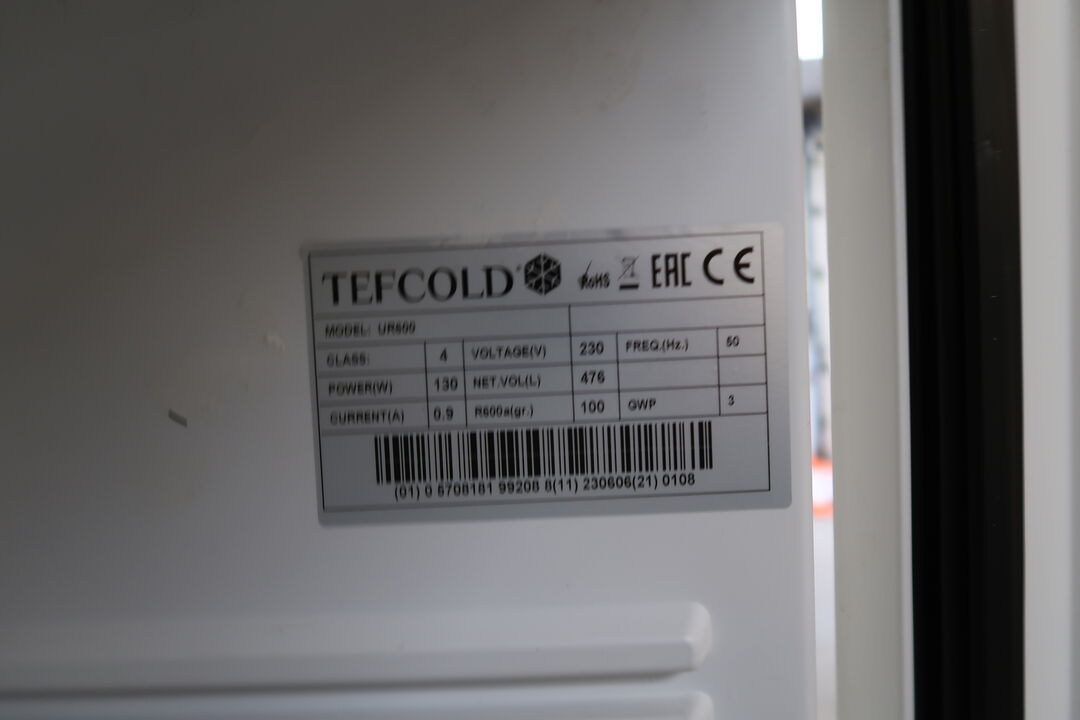 TEFCOLD RoHS EAC CE
MODEL: UR600
CLASS: 4 VOLTAGE(V) 230 FREQ.(Hz.) 50
POWER(W) 130 NET.VOL(L) 476
CURRENT(A) 0.9 R600a(gr.) 100 GWP 3
(01) 0 5708181 99208 8(11) 230606(21) 0108